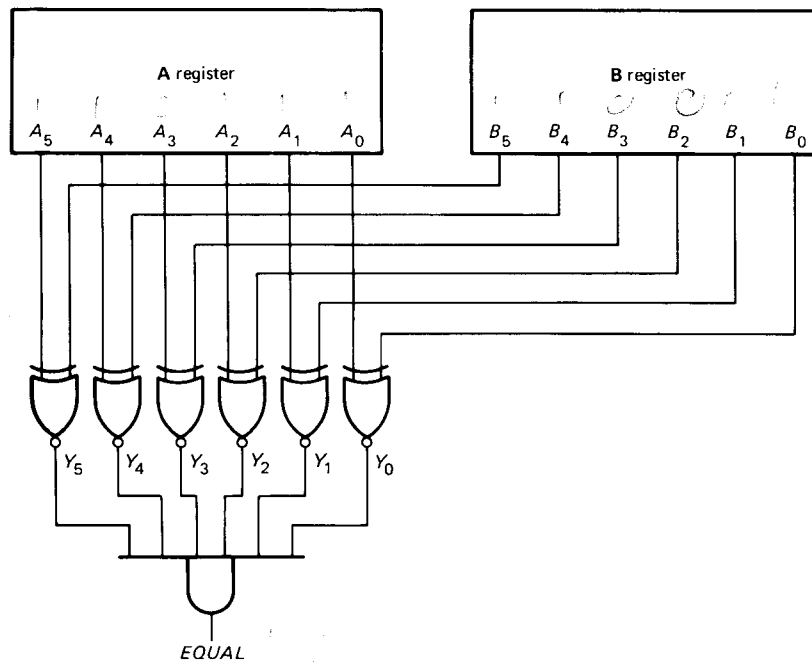 A register
B register
A5 A4 A3 A2 A1 A0
B5 B4 B3 B2 B1 B0
Y5 Y4 Y3 Y2 Y1 Y0
EQUAL